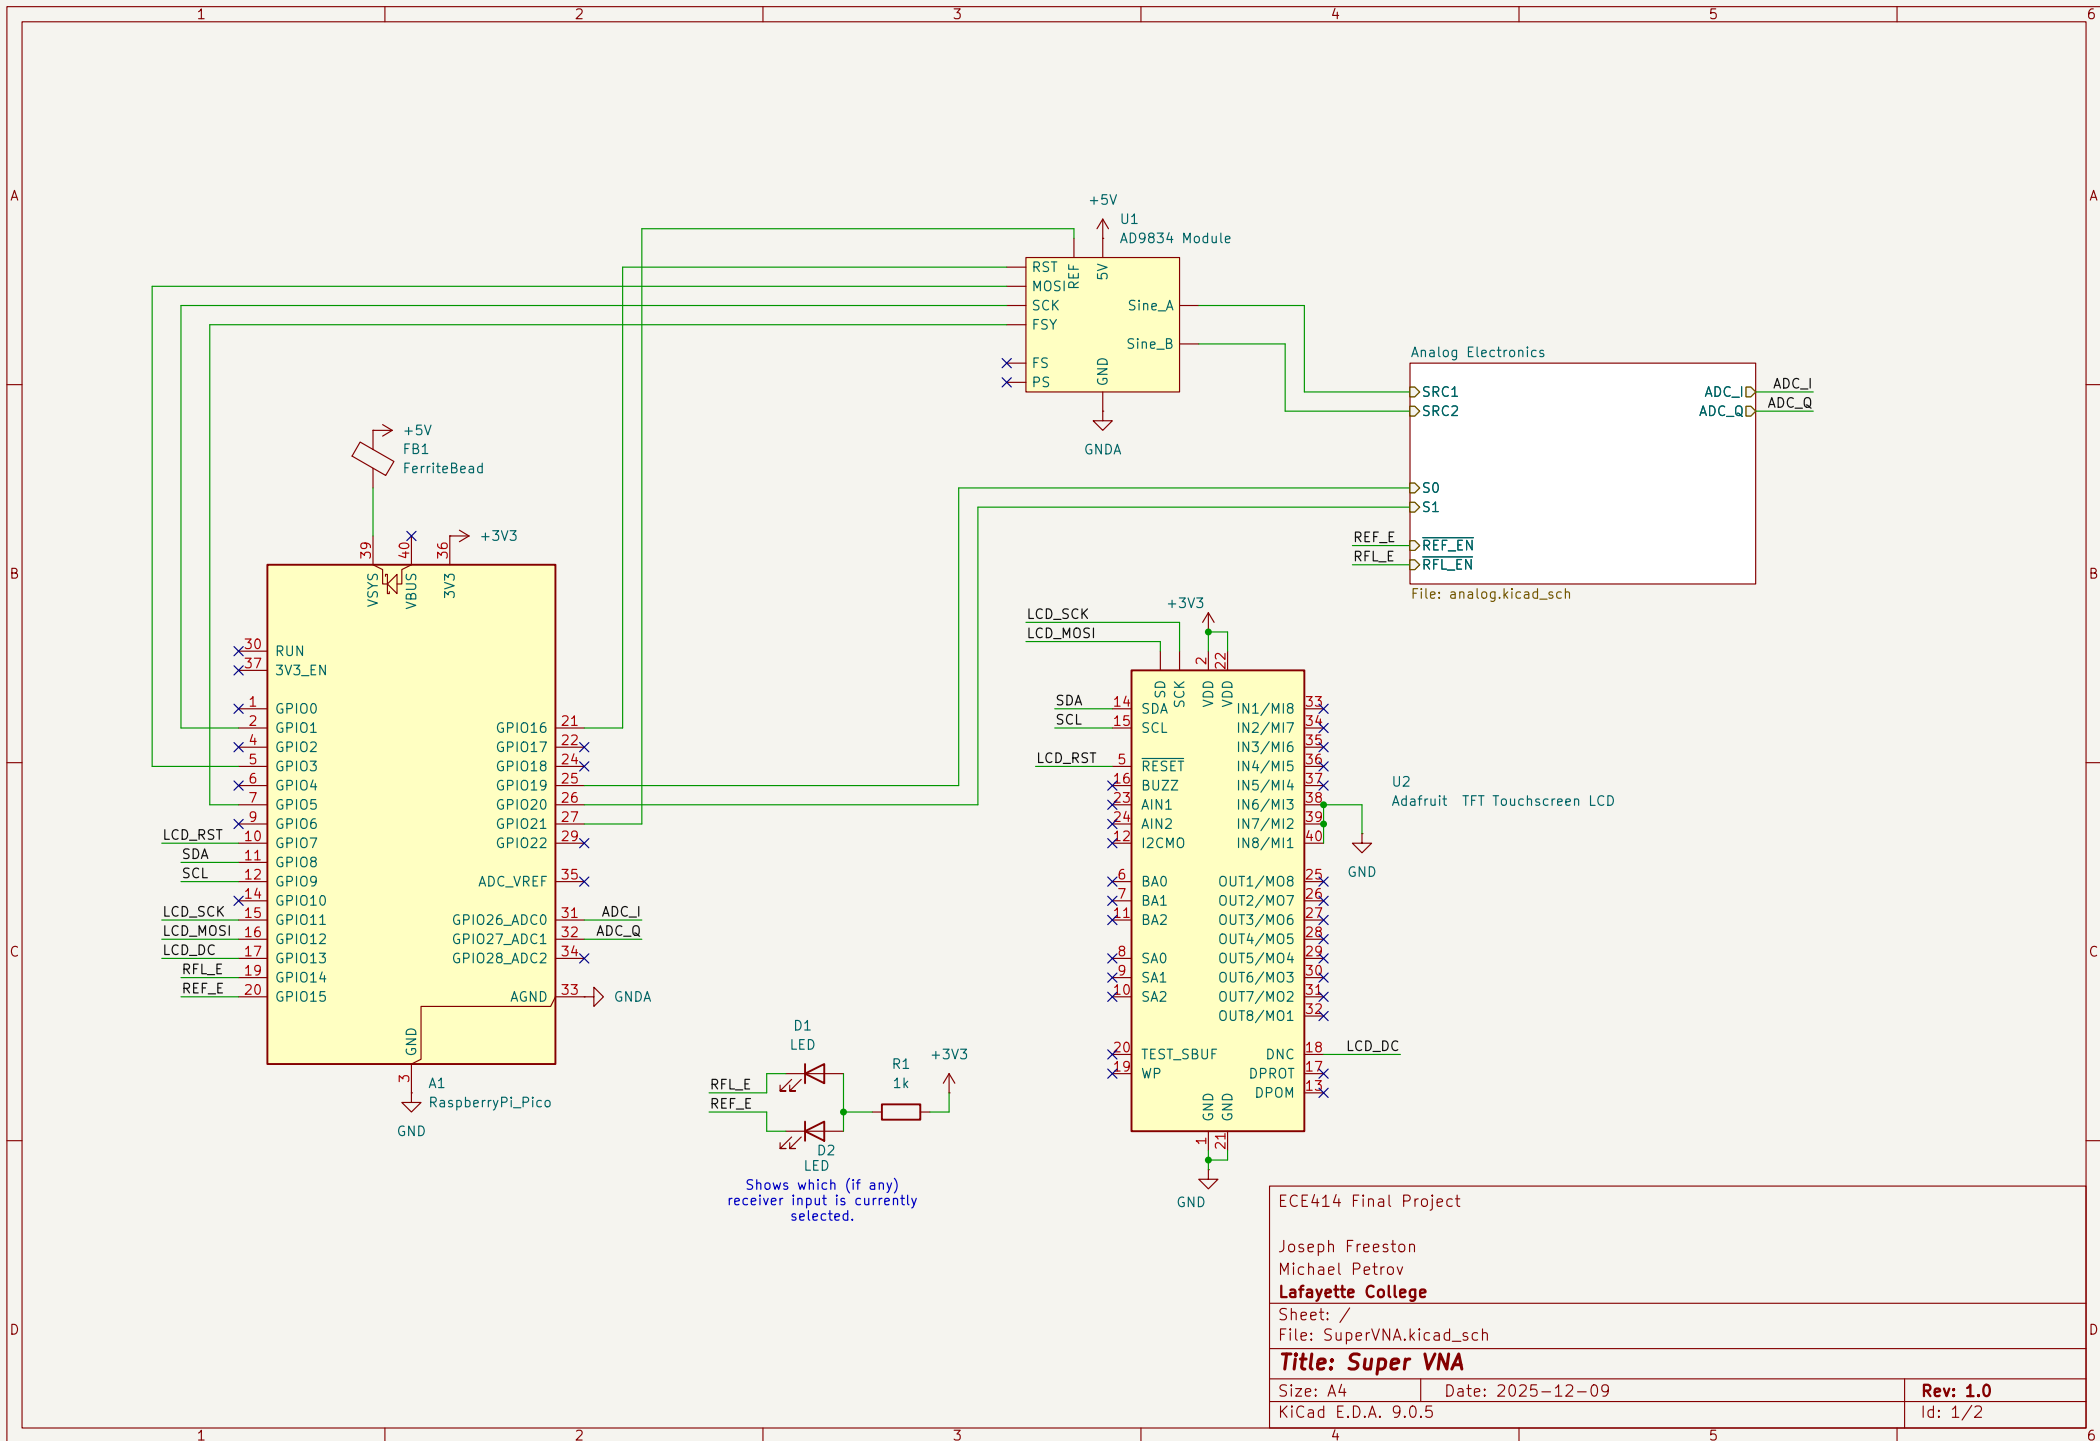 1 2 3 4 5 6
A A
B B
C C
D D
+5V
U1
AD9834 Module
RST
MOSI
SCK
FSY
FS
PS
REF
5V
GND
Sine_A
Sine_B
GNDA
Analog Electronics
SRC1
SRC2
S0
S1
REF_E
REF_EN
RFL_E
RFL_EN
ADC_I ADC_I
ADC_Q ADC_Q
File: analog.kicad_sch
+5V
FB1
FerriteBead
+3V3
39 40 36
VSYS VBUS 3V3
30 RUN
37 3V3_EN
1 GPIO0
2 GPIO1
4 GPIO2
5 GPIO3
6 GPIO4
7 GPIO5
9 GPIO6
LCD_RST 10 GPIO7
SDA 11 GPIO8
SCL 12 GPIO9
14 GPIO10
LCD_SCK 15 GPIO11
LCD_MOSI 16 GPIO12
LCD_DC 17 GPIO13
RFL_E 19 GPIO14
REF_E 20 GPIO15
GPIO16 21
GPIO17 22
GPIO18 24
GPIO19 25
GPIO20 26
GPIO21 27
GPIO22 29
ADC_VREF 35
GPIO26_ADC0 31 ADC_I
GPIO27_ADC1 32 ADC_Q
GPIO28_ADC2 34
AGND 33 GNDA
GND
3
A1
RaspberryPi_Pico
GND
D1
LED
RFL_E
REF_E
D2
LED
R1
1k
+3V3
Shows which (if any)
receiver input is currently
selected.
+3V3
LCD_SCK
LCD_MOSI
2 22
SD SCK VDD VDD
SDA 14 SDA
SCL 15 SCL
LCD_RST 5 RESET
16 BUZZ
23 AIN1
24 AIN2
12 I2CMO
6 BA0
7 BA1
11 BA2
8 SA0
9 SA1
10 SA2
20 TEST_SBUF
19 WP
IN1/MI8 33
IN2/MI7 34
IN3/MI6 35
IN4/MI5 36
IN5/MI4 37
IN6/MI3 38
IN7/MI2 39
IN8/MI1 40
OUT1/MO8 25
OUT2/MO7 26
OUT3/MO6 27
OUT4/MO5 28
OUT5/MO4 29
OUT6/MO3 30
OUT7/MO2 31
OUT8/MO1 32
DNC 18 LCD_DC
DPROT 17
DPOM 13
GND GND
1 21
GND
GND
U2
Adafruit  TFT Touchscreen LCD
ECE414 Final Project
Joseph Freeston
Michael Petrov
Lafayette College
Sheet: /
File: SuperVNA.kicad_sch
Title: Super VNA
Size: A4 Date: 2025-12-09 Rev: 1.0
KiCad E.D.A. 9.0.5 Id: 1/2
1 2 3 4 5 6